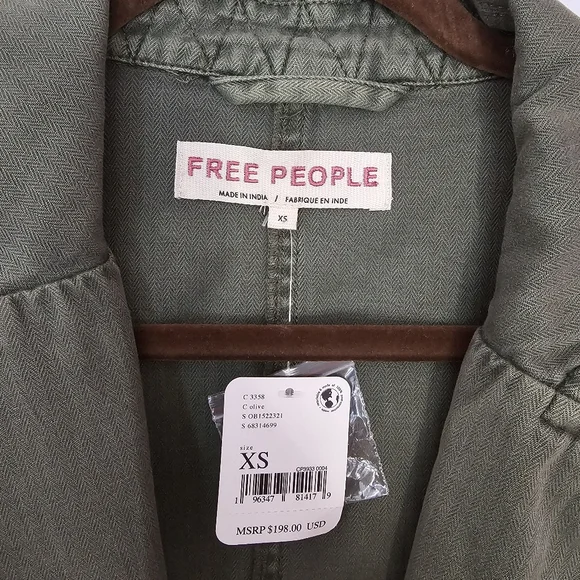 FREE PEOPLE
MADE IN INDIA / FABRIQUE EN INDE
XS
C 3358
C olive
S OB1522321
S 68314699
size
XS
CP3933 0004
1 96347 81417 9
MSRP $198.00 USD